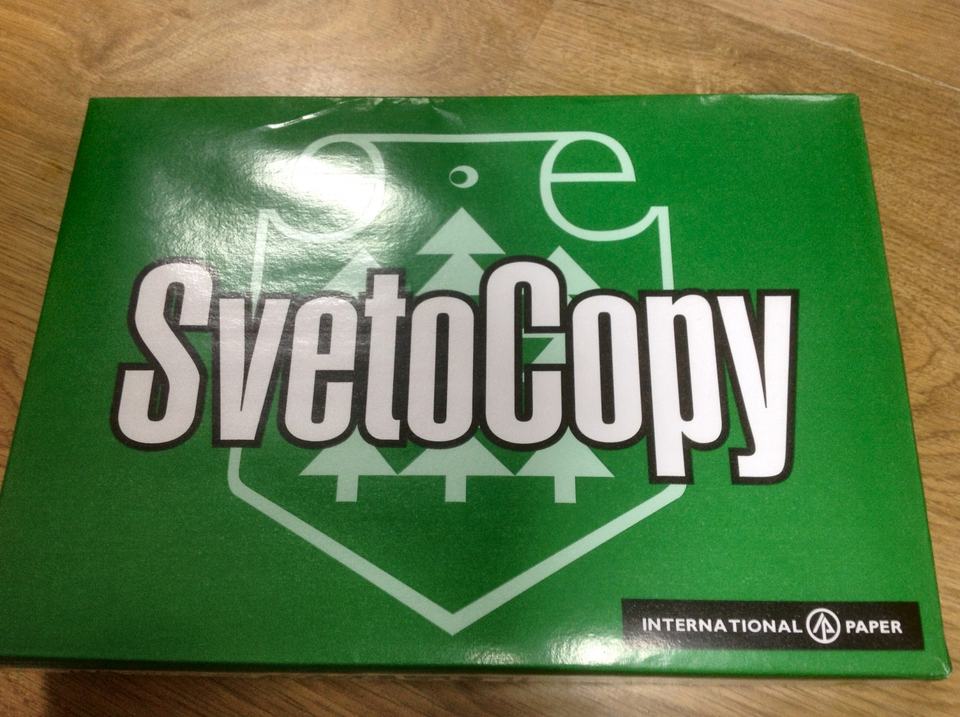 SvetoCopy
INTERNATIONAL PAPER